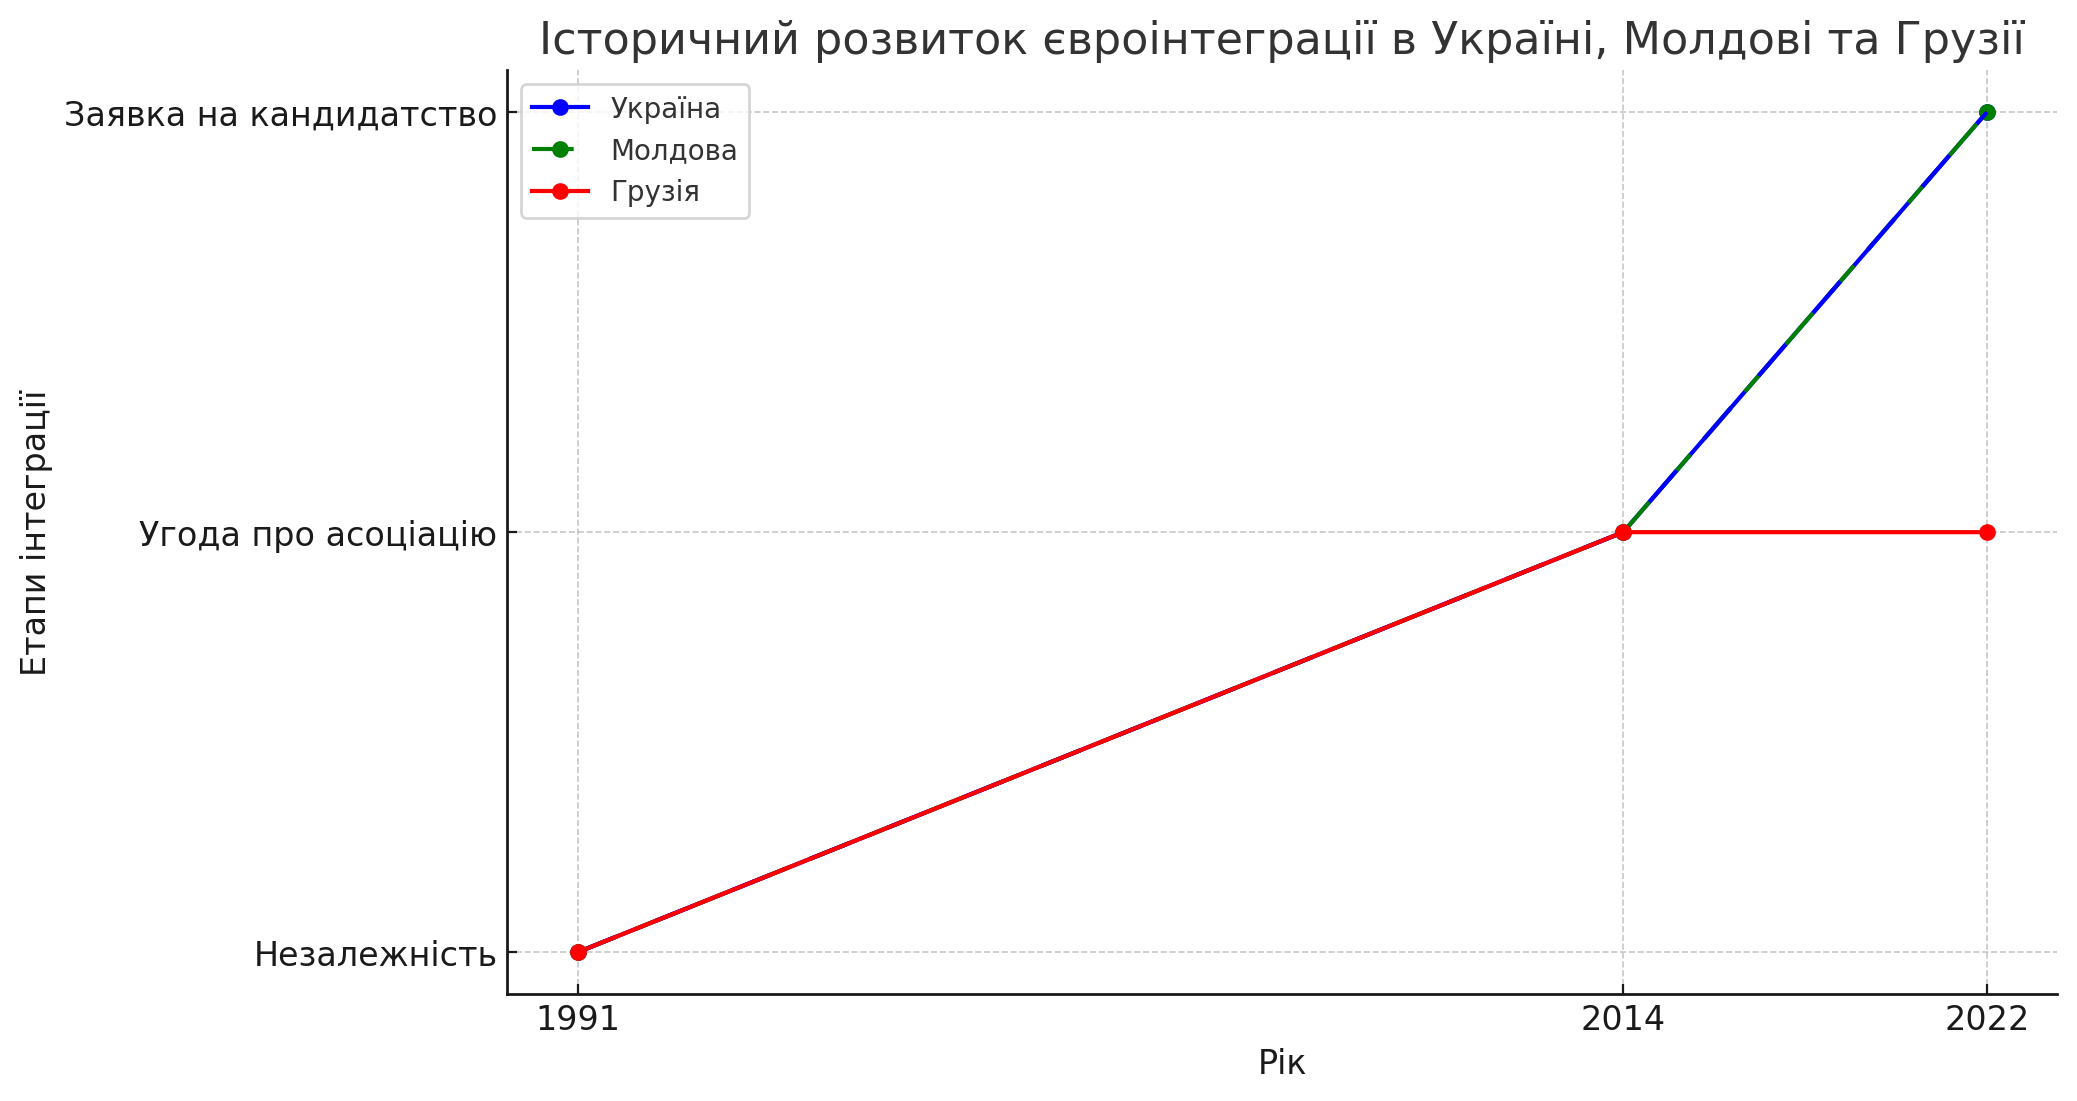 Історичний розвиток євроінтеграції в Україні, Молдові та Грузії
Заявка на кандидатство
Україна
Молдова
Грузія
Етапи інтеграції
Угода про асоціацію
Незалежність
1991
2014
2022
Рік